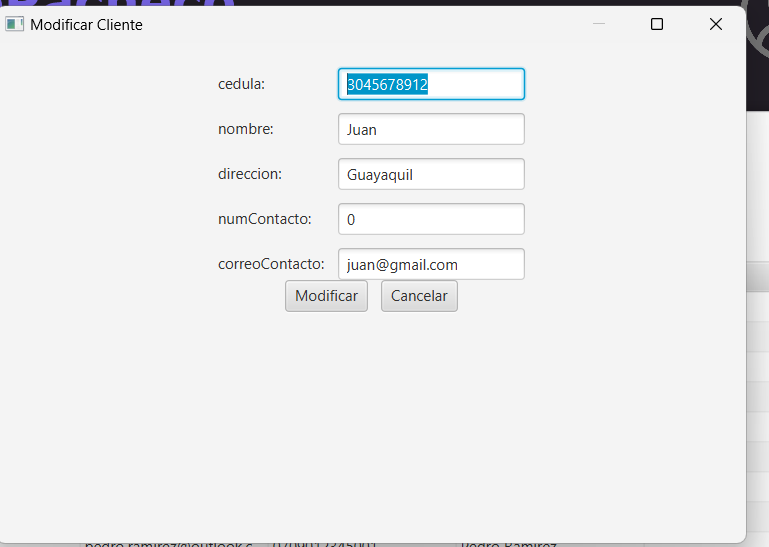 Modificar Cliente
cedula: 3045678912
nombre: Juan
direccion: Guayaquil
numContacto: 0
correoContacto: juan@gmail.com
Modificar Cancelar